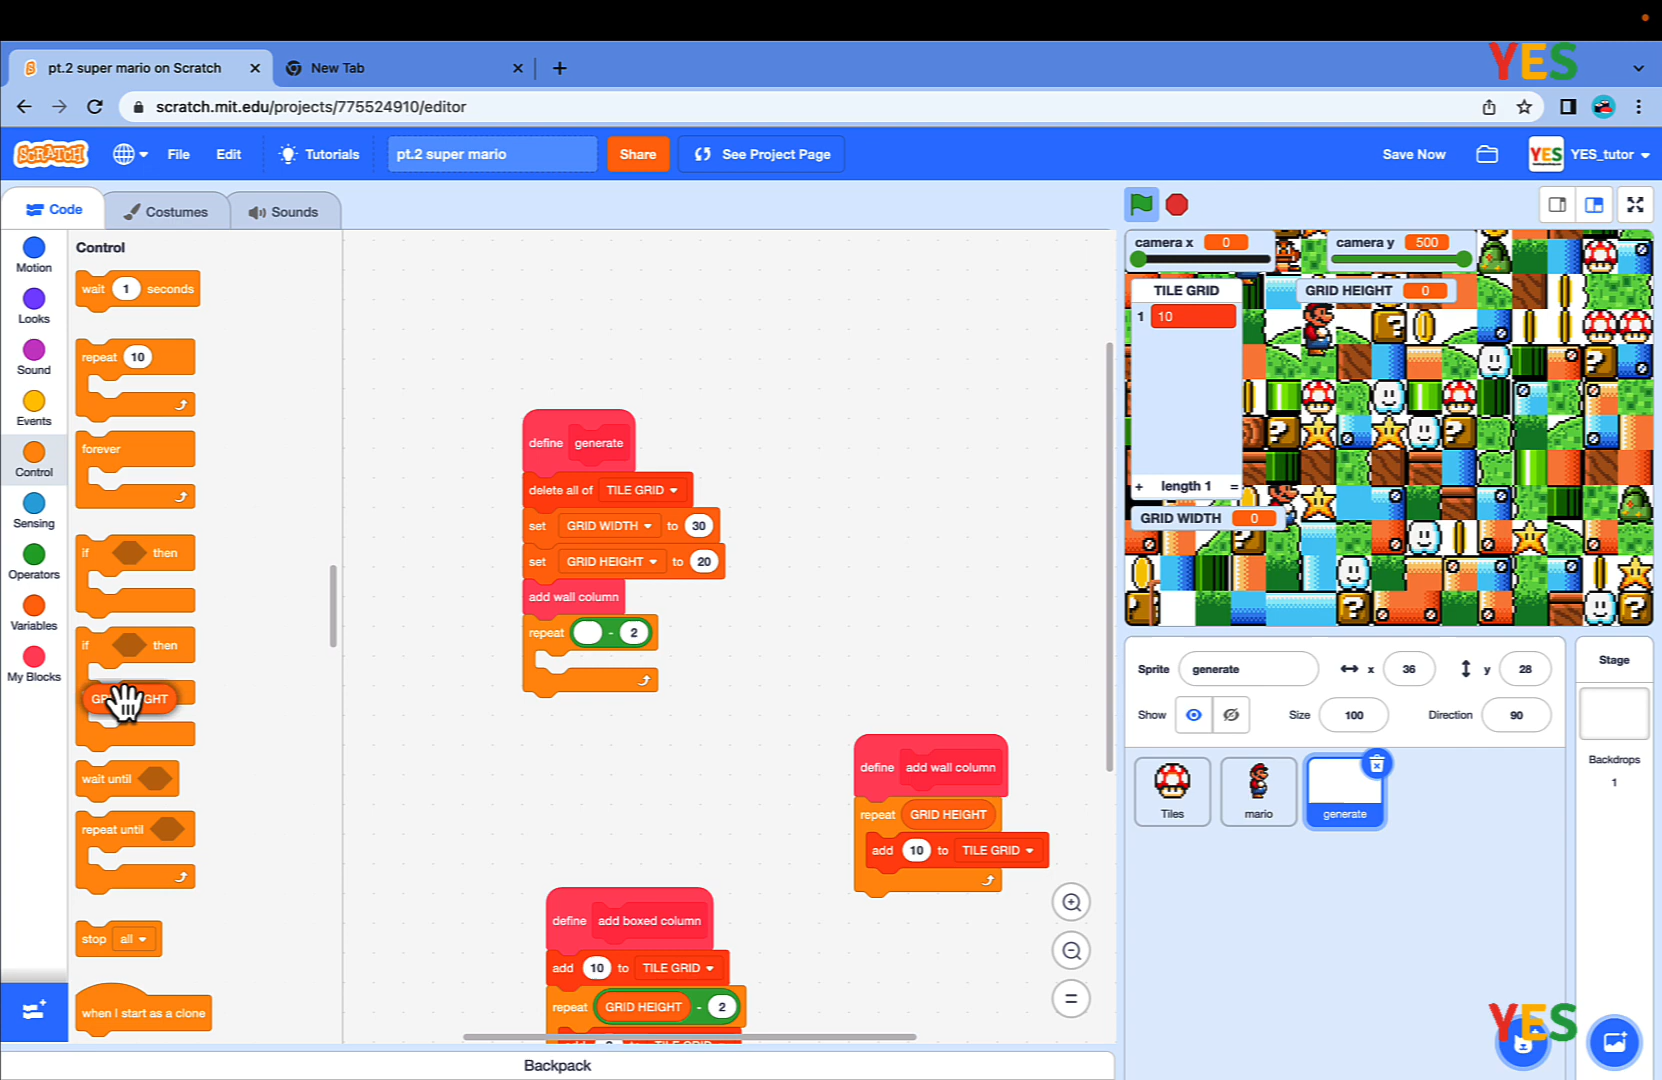 YES
pt.2 super mario on Scratch
New Tab
scratch.mit.edu/projects/775524910/editor
SCRATCH
File
Edit
Tutorials
pt.2 super mario
Share
See Project Page
Save Now
YES
YES_tutor
Code
Costumes
Sounds
Motion
Looks
Sound
Events
Control
Sensing
Operators
Variables
My Blocks
Control
wait 1 seconds
repeat 10
forever
if then
if then
wait until
repeat until
stop all
when I start as a clone
define generate
delete all of TILE GRID
set GRID WIDTH to 30
set GRID HEIGHT to 20
add wall column
repeat - 2
define add wall column
repeat GRID HEIGHT
add 10 to TILE GRID
define add boxed column
add 10 to TILE GRID
repeat GRID HEIGHT - 2
Backpack
camera x 0
camera y 500
TILE GRID
1 10
+ length 1 =
GRID HEIGHT 0
GRID WIDTH 0
Sprite generate x 36 y 28
Show Size 100 Direction 90
Tiles
mario
generate
Stage
Backdrops
1
YES